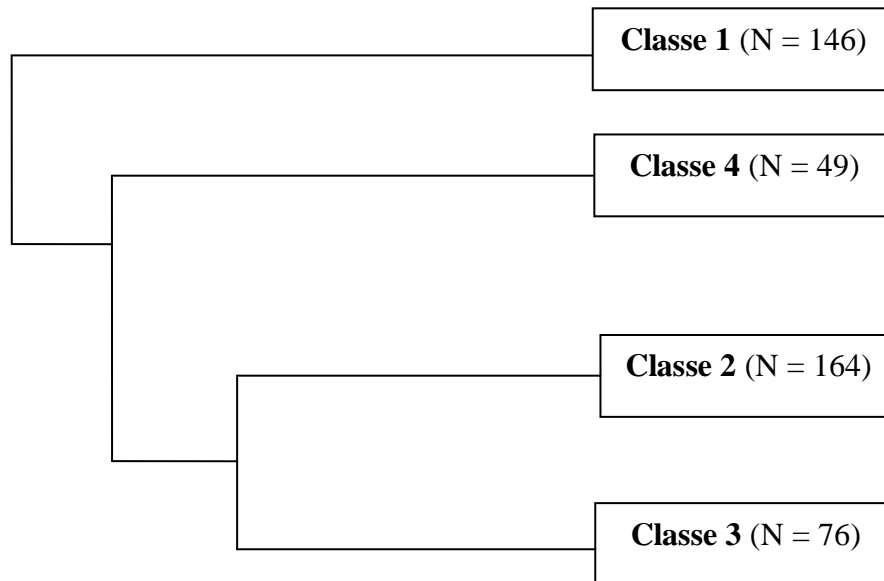 Classe 1 (N = 146)
Classe 4 (N = 49)
Classe 2 (N = 164)
Classe 3 (N = 76)